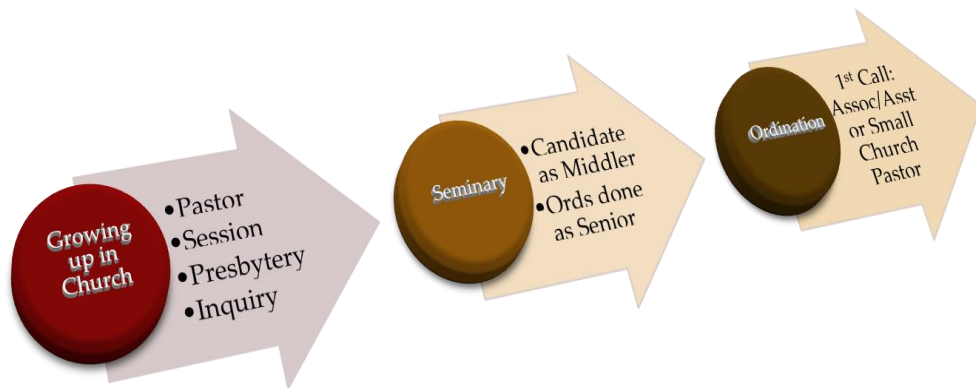 Growing
up in
Church
•Pastor
•Session
•Presbytery
•Inquiry
Seminary
•Candidate
as Middler
•Ords done
as Senior
Ordination
1st Call:
Assoc/Asst
or Small
Church
Pastor